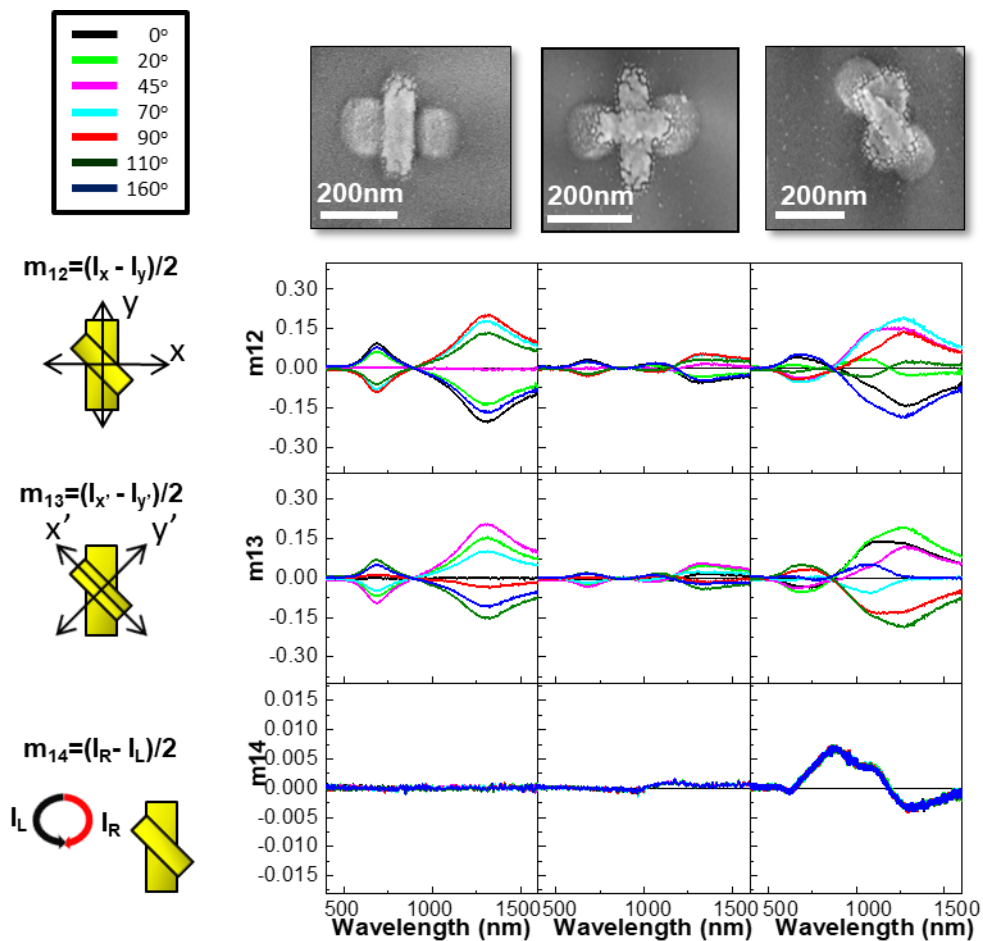 0°
20°
45°
70°
90°
110°
160°
200nm
200nm
200nm
m12=(Ix - Iy)/2
y
x
m13=(Ix' - Iy')/2
x’
y’
m14=(IR- IL)/2
IL
IR
m12
0.30
0.15
0.00
-0.15
-0.30
m13
0.30
0.15
0.00
-0.15
-0.30
m14
0.015
0.010
0.005
0.000
-0.005
-0.010
-0.015
500 1000 1500 500 1000 1500 500 1000 1500
Wavelength (nm) Wavelength (nm) Wavelength (nm)